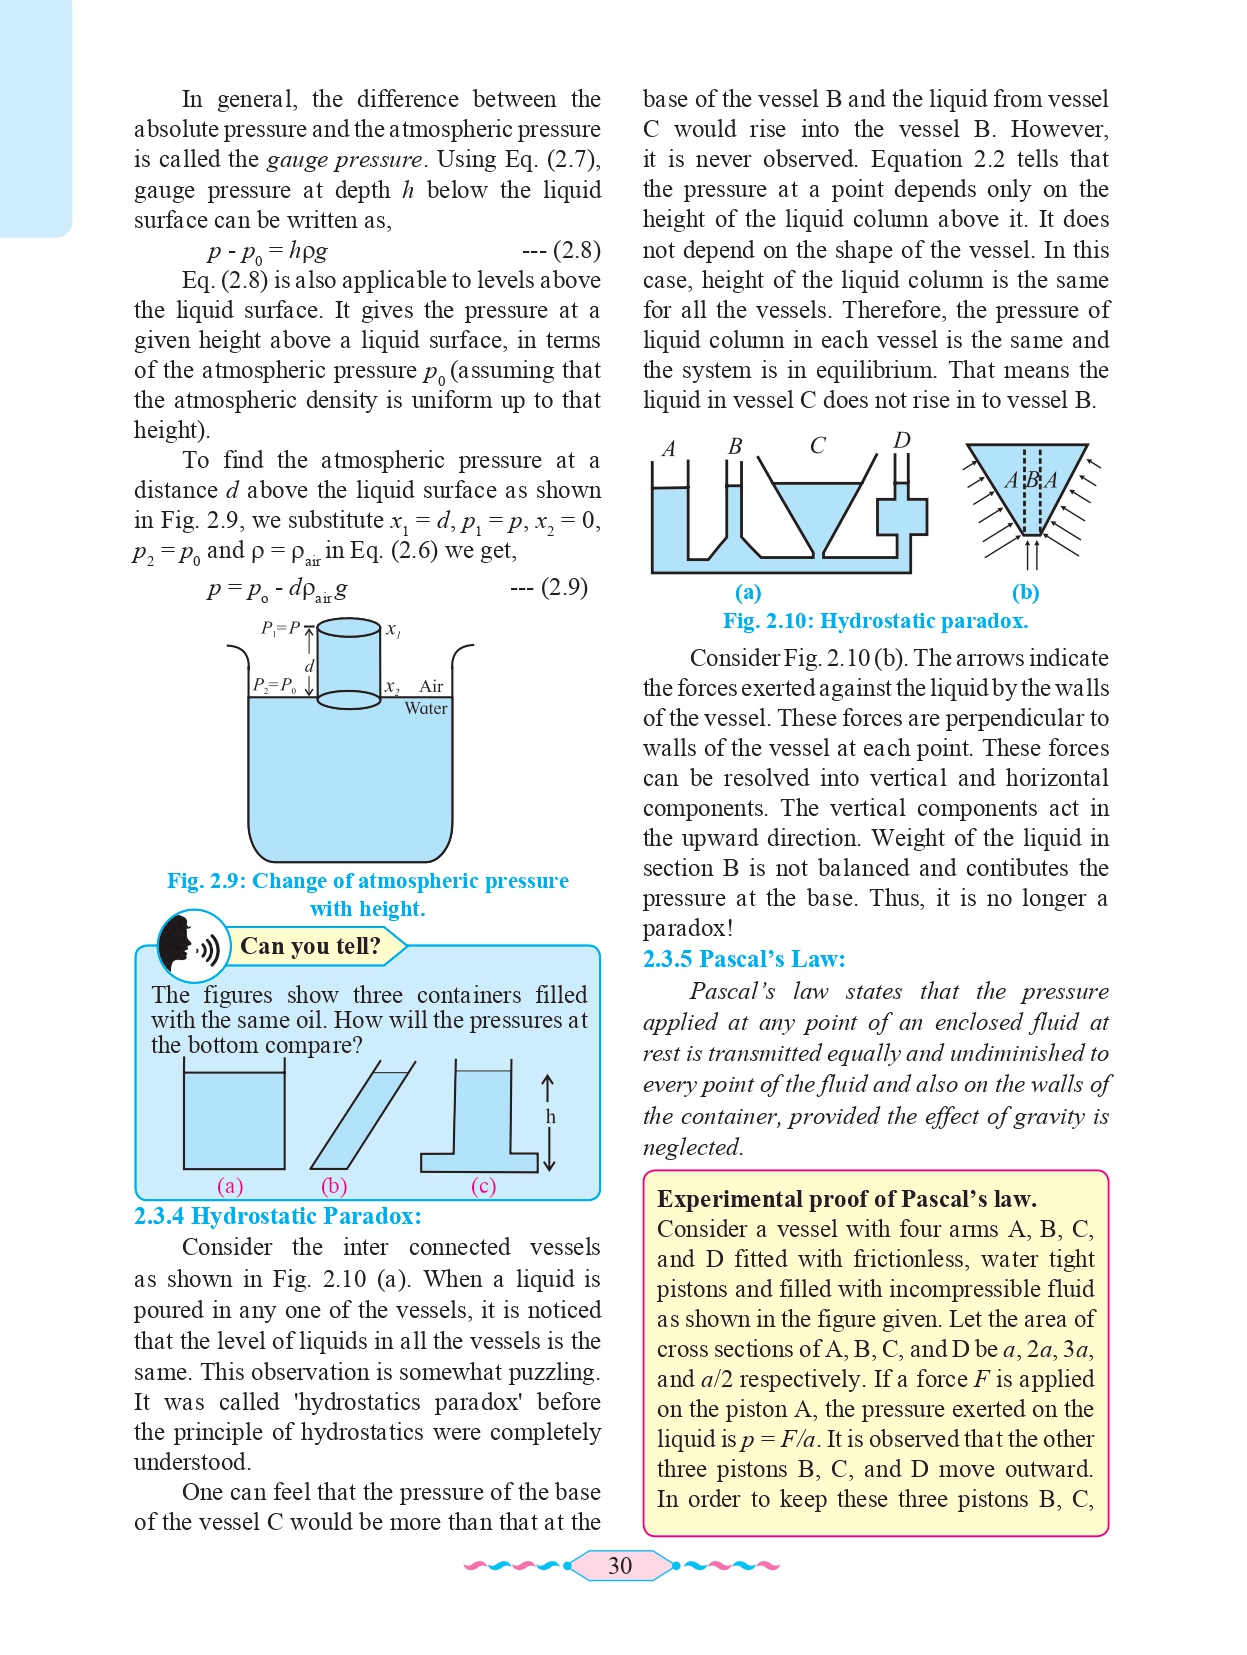 In general, the difference between the
absolute pressure and the atmospheric pressure
is called the gauge pressure. Using Eq. (2.7),
gauge pressure at depth h below the liquid
surface can be written as,
p - p₀ = hρg --- (2.8)
Eq. (2.8) is also applicable to levels above
the liquid surface. It gives the pressure at a
given height above a liquid surface, in terms
of the atmospheric pressure p₀ (assuming that
the atmospheric density is uniform up to that
height).
To find the atmospheric pressure at a
distance d above the liquid surface as shown
in Fig. 2.9, we substitute x₁ = d, p₁ = p, x₂ = 0,
p₂ = p₀ and ρ = ρair in Eq. (2.6) we get,
p = pₒ - dρair g --- (2.9)
P₁=P x₁
d
P₂=P₀ x₂ Air
Water
Fig. 2.9: Change of atmospheric pressure
with height.
Can you tell?
The figures show three containers filled
with the same oil. How will the pressures at
the bottom compare?
h
(a) (b) (c)
2.3.4 Hydrostatic Paradox:
Consider the inter connected vessels
as shown in Fig. 2.10 (a). When a liquid is
poured in any one of the vessels, it is noticed
that the level of liquids in all the vessels is the
same. This observation is somewhat puzzling.
It was called 'hydrostatics paradox' before
the principle of hydrostatics were completely
understood.
One can feel that the pressure of the base
of the vessel C would be more than that at the
base of the vessel B and the liquid from vessel
C would rise into the vessel B. However,
it is never observed. Equation 2.2 tells that
the pressure at a point depends only on the
height of the liquid column above it. It does
not depend on the shape of the vessel. In this
case, height of the liquid column is the same
for all the vessels. Therefore, the pressure of
liquid column in each vessel is the same and
the system is in equilibrium. That means the
liquid in vessel C does not rise in to vessel B.
A B C D
A B A
(a) (b)
Fig. 2.10: Hydrostatic paradox.
Consider Fig. 2.10 (b). The arrows indicate
the forces exerted against the liquid by the walls
of the vessel. These forces are perpendicular to
walls of the vessel at each point. These forces
can be resolved into vertical and horizontal
components. The vertical components act in
the upward direction. Weight of the liquid in
section B is not balanced and contibutes the
pressure at the base. Thus, it is no longer a
paradox!
2.3.5 Pascal’s Law:
Pascal’s law states that the pressure
applied at any point of an enclosed fluid at
rest is transmitted equally and undiminished to
every point of the fluid and also on the walls of
the container, provided the effect of gravity is
neglected.
Experimental proof of Pascal’s law.
Consider a vessel with four arms A, B, C,
and D fitted with frictionless, water tight
pistons and filled with incompressible fluid
as shown in the figure given. Let the area of
cross sections of A, B, C, and D be a, 2a, 3a,
and a/2 respectively. If a force F is applied
on the piston A, the pressure exerted on the
liquid is p = F/a. It is observed that the other
three pistons B, C, and D move outward.
In order to keep these three pistons B, C,
30